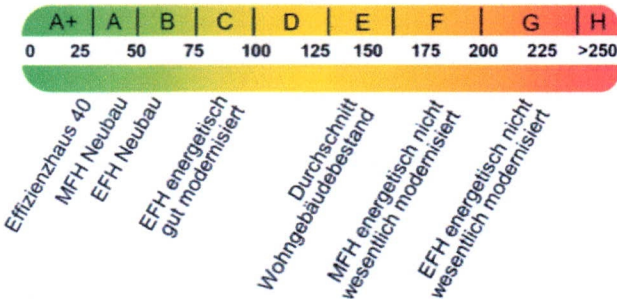 A+ A B C D E F G H
0 25 50 75 100 125 150 175 200 225 >250
Effizienzhaus 40
MFH Neubau
EFH Neubau
EFH energetisch
gut modernisiert
Durchschnitt
Wohngebäudebestand
MFH energetisch nicht
wesentlich modernisiert
EFH energetisch nicht
wesentlich modernisiert